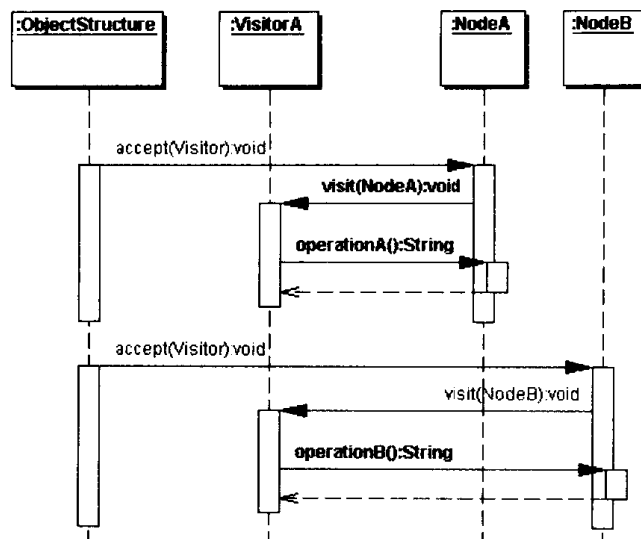 :ObjectStructure :VisitorA :NodeA :NodeB
accept(Visitor):void
visit(NodeA):void
operationA():String
accept(Visitor):void
visit(NodeB):void
operationB():String